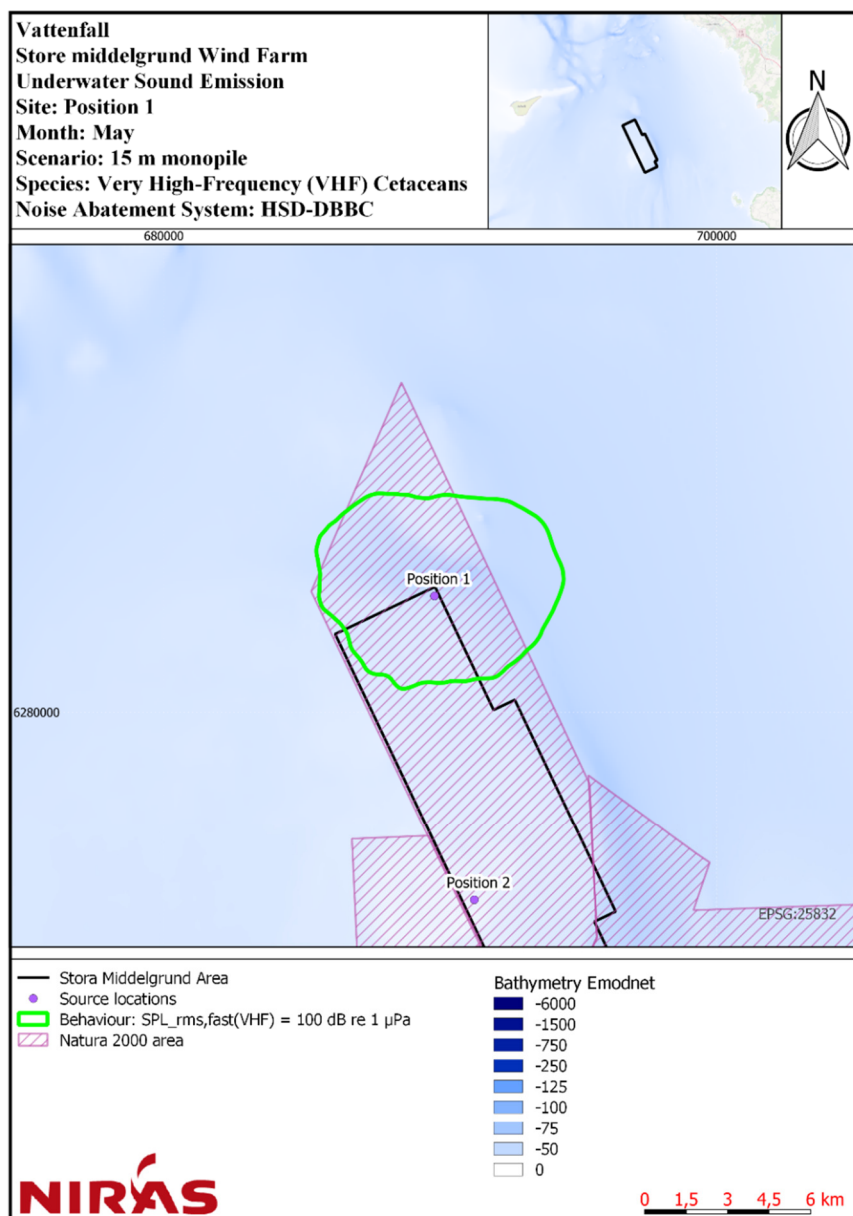 Vattenfall
Store middelgrund Wind Farm
Underwater Sound Emission
Site: Position 1
Month: May
Scenario: 15 m monopile
Species: Very High-Frequency (VHF) Cetaceans
Noise Abatement System: HSD-DBBC
N
680000
700000
Position 1
6280000
Position 2
EPSG:25832
Stora Middelgrund Area
Source locations
Behaviour: SPL_rms,fast(VHF) = 100 dB re 1 µPa
Natura 2000 area
Bathymetry Emodnet
-6000
-1500
-750
-250
-125
-100
-75
-50
0
NIRAS
0 1,5 3 4,5 6 km